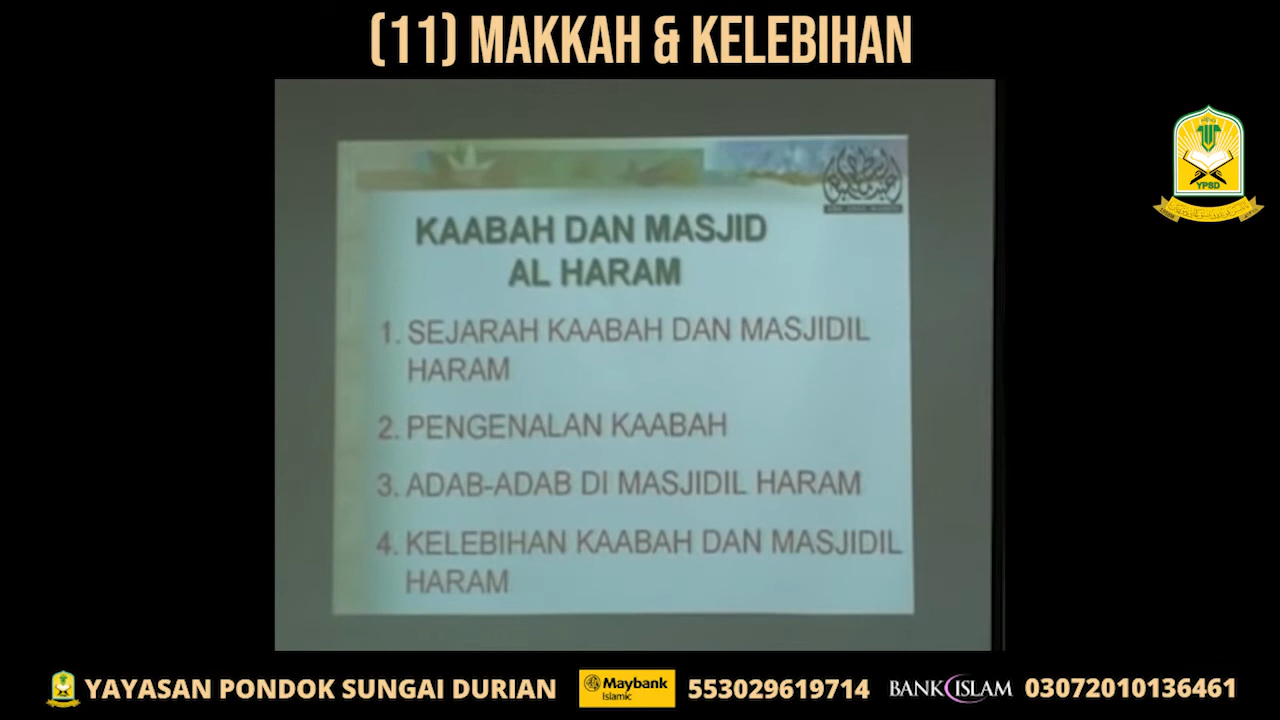 (11) MAKKAH & KELEBIHAN
KAABAH DAN MASJID
AL HARAM
1. SEJARAH KAABAH DAN MASJIDIL
HARAM
2. PENGENALAN KAABAH
3. ADAB-ADAB DI MASJIDIL HARAM
4. KELEBIHAN KAABAH DAN MASJIDIL
HARAM
YPSD
YAYASAN PONDOK SUNGAI DURIAN
Maybank
Islamic
553029619714
BANK ISLAM
03072010136461